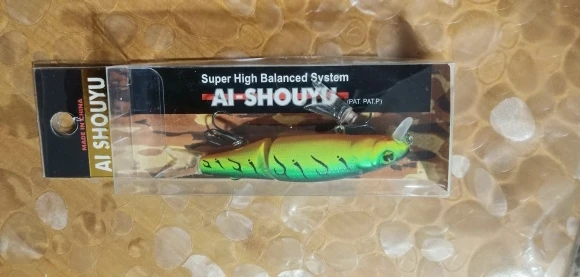 Super High Balanced System
AI-SHOUYU (PAT. PAT.P)
MADE IN CHINA
AI SHOUYU